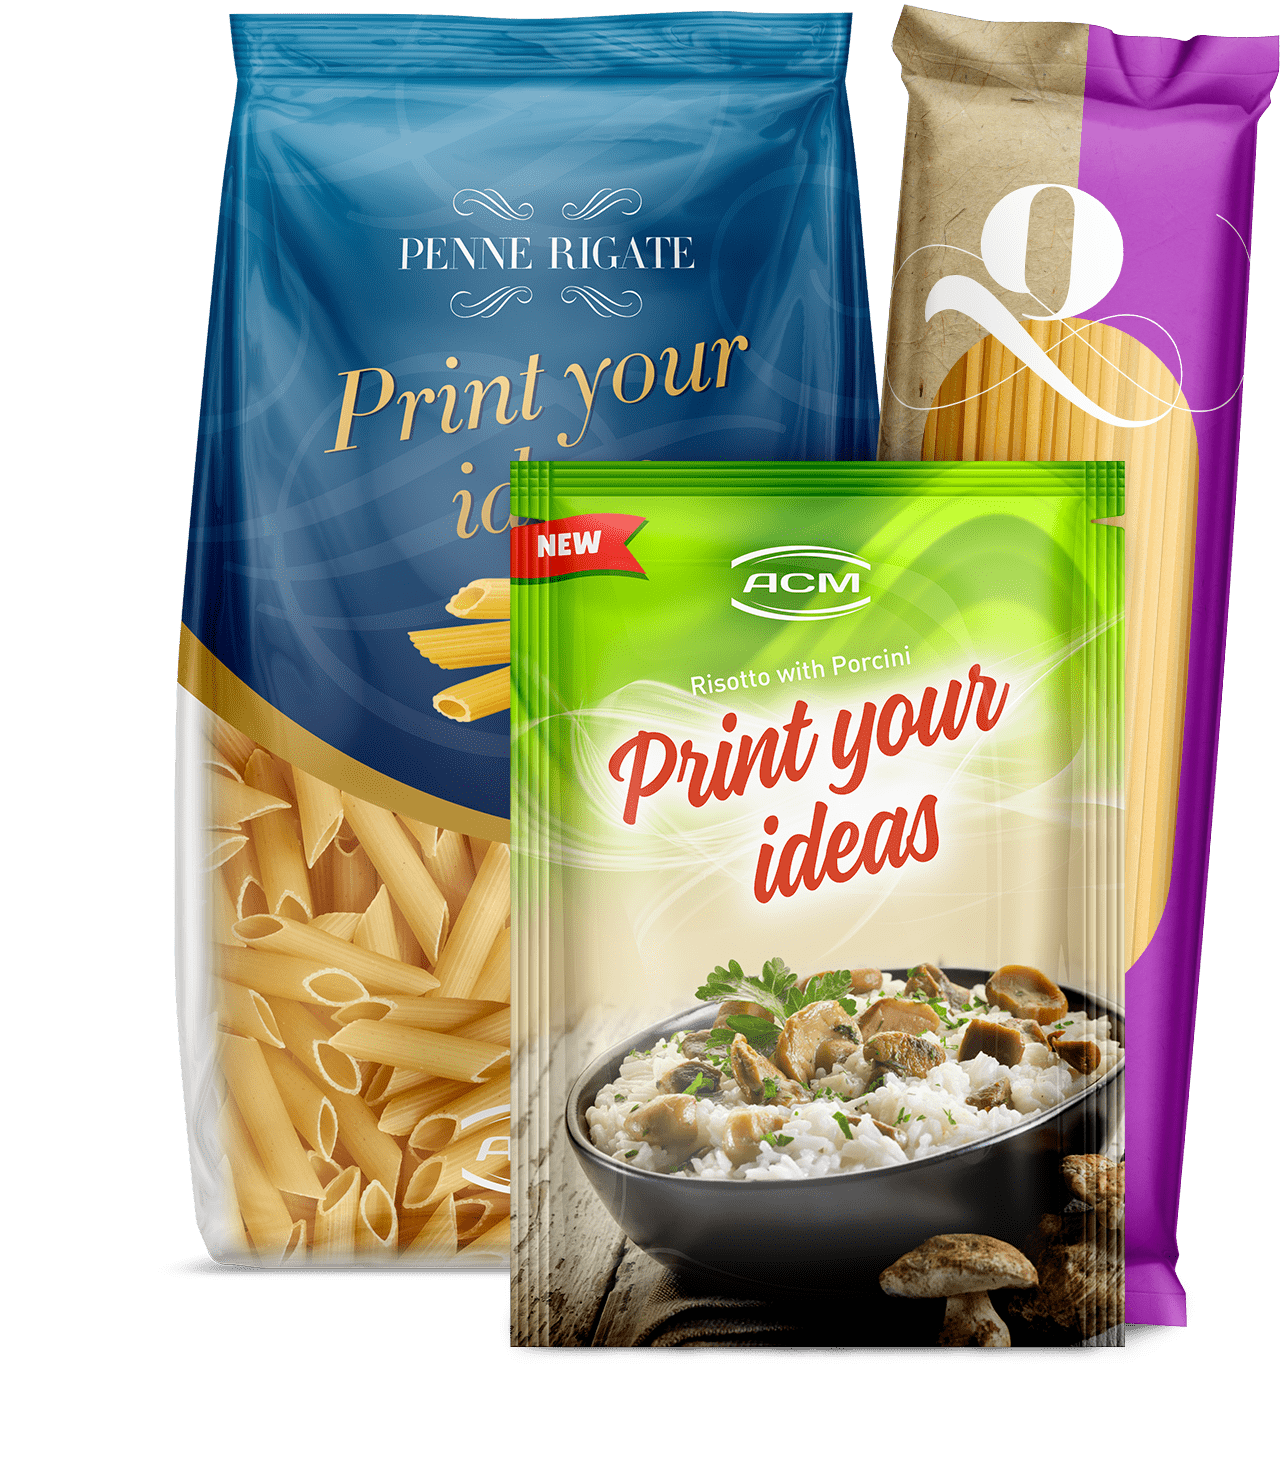 PENNE RIGATE
Print your
&
NEW
ACM
Risotto with Porcini
Print your
ideas